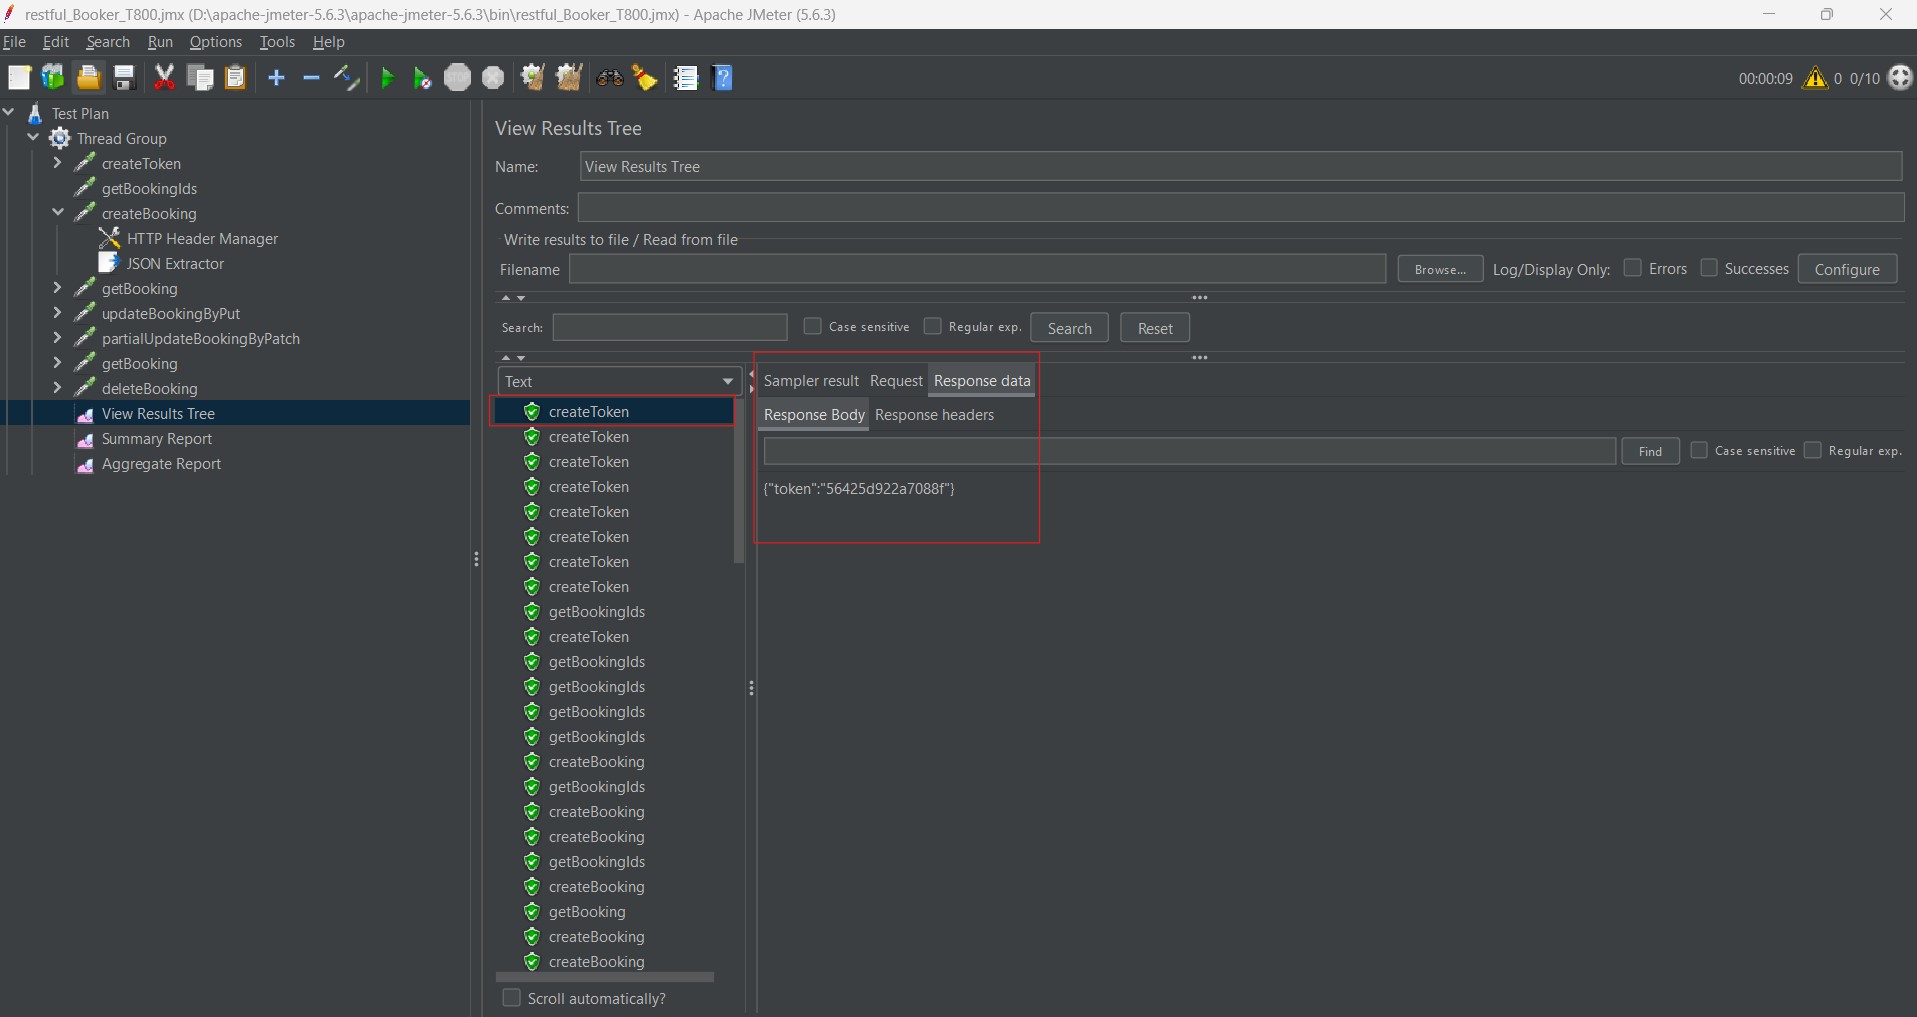 restful_Booker_T800.jmx (D:\apache-jmeter-5.6.3\apache-jmeter-5.6.3\bin\restful_Booker_T800.jmx) - Apache JMeter (5.6.3)
File Edit Search Run Options Tools Help
STOP
00:00:09 0 0/10
Test Plan
Thread Group
createToken
getBookingIds
createBooking
HTTP Header Manager
JSON Extractor
getBooking
updateBookingByPut
partialUpdateBookingByPatch
getBooking
deleteBooking
View Results Tree
Summary Report
Aggregate Report
View Results Tree
Name: View Results Tree
Comments:
Write results to file / Read from file
Filename Browse... Log/Display Only: Errors Successes Configure
Search: Case sensitive Regular exp. Search Reset
Text
createToken
createToken
createToken
createToken
createToken
createToken
createToken
createToken
getBookingIds
createToken
getBookingIds
getBookingIds
getBookingIds
getBookingIds
createBooking
getBookingIds
createBooking
createBooking
getBookingIds
createBooking
getBooking
createBooking
createBooking
Scroll automatically?
Sampler result Request Response data
Response Body Response headers
Find Case sensitive Regular exp.
{"token":"56425d922a7088f"}